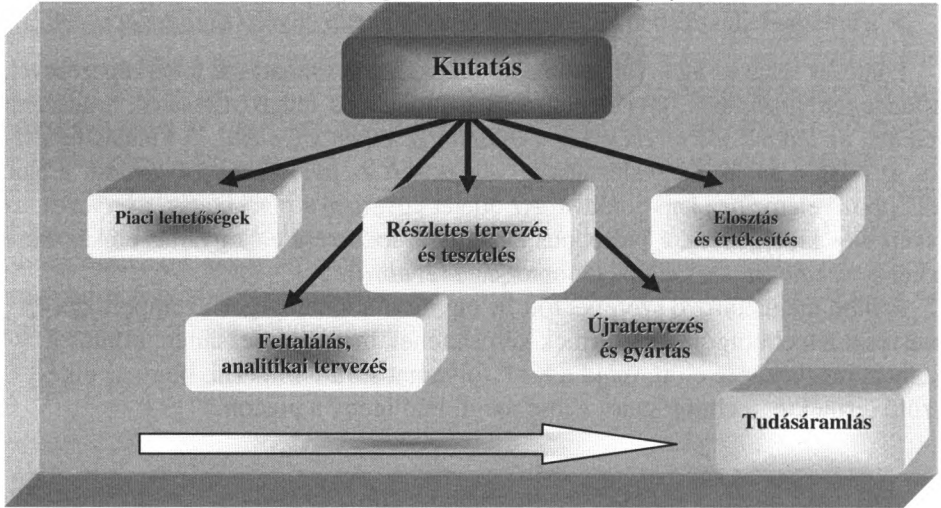 Kutatás
Piaci lehetőségek
Részletes tervezés
és tesztelés
Elosztás
és értékesítés
Feltalálás,
analitikai tervezés
Újratervezés
és gyártás
Tudásáramlás